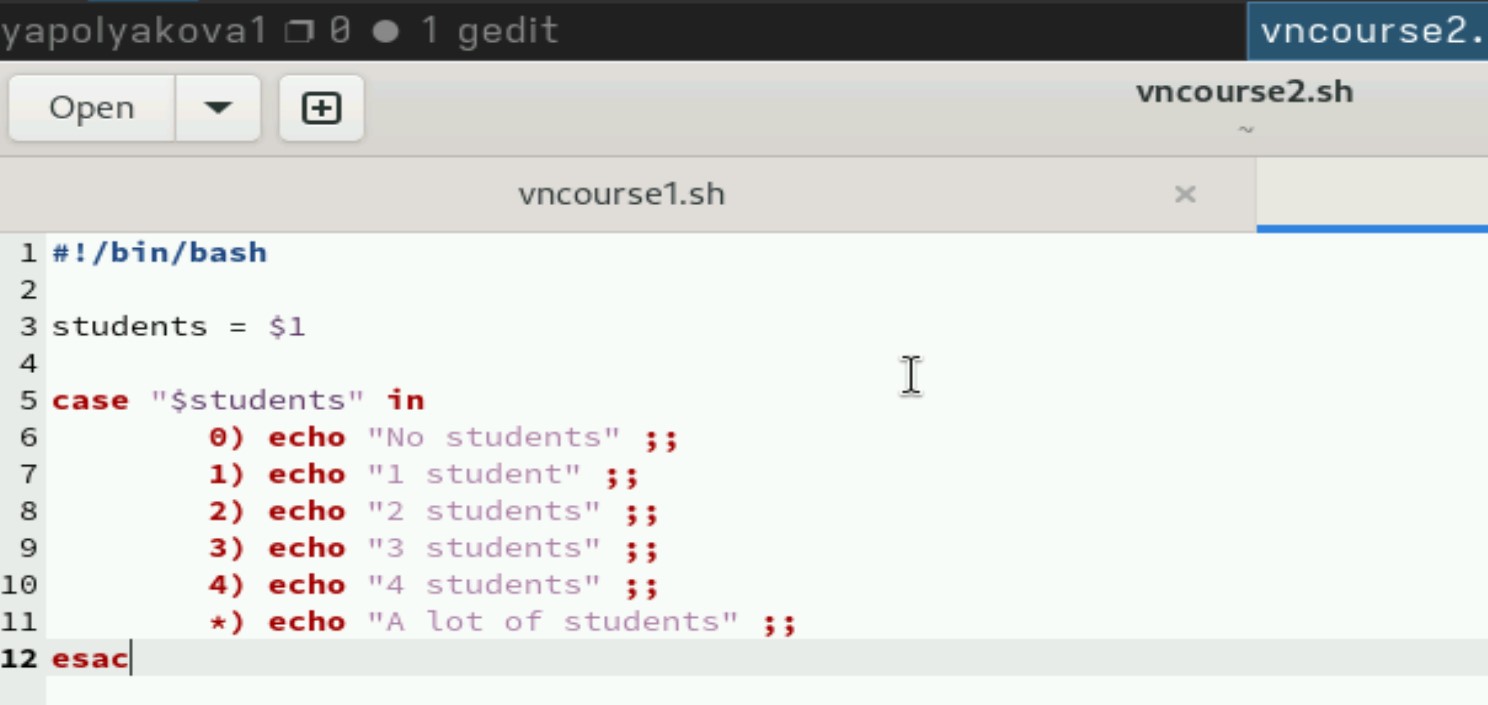 yapolyakova1 0 ● 1 gedit vncourse2.
Open vncourse2.sh
~
vncourse1.sh ×
1 #!/bin/bash
2
3 students = $1
4
5 case "$students" in
6         0) echo "No students" ;;
7         1) echo "1 student" ;;
8         2) echo "2 students" ;;
9         3) echo "3 students" ;;
10         4) echo "4 students" ;;
11         *) echo "A lot of students" ;;
12 esac